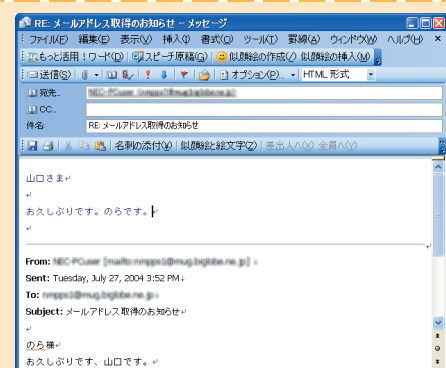 RE: メールアドレス取得のお知らせ - メッセージ
ファイル(F) 編集(E) 表示(V) 挿入(I) 書式(O) ツール(T) 罫線(A) ウィンドウ(W) ヘルプ(H) ×
もっと活用!ワード(D) スピーチ原稿(G) 似顔絵の作成(/) 似顔絵の挿入(M)
送信(S) オプション(P)... HTML 形式
宛先...
CC...
件名: RE: メールアドレス取得のお知らせ
名刺の添付(V) 似顔絵と絵文字(Z) 差出人へ(X) 全員へ(Y)
山口さま
お久しぶりです。のらです。
From:
Sent: Tuesday, July 27, 2004 3:52 PM
To:
Subject: メールアドレス取得のお知らせ
のら様
お久しぶりです、山口です。